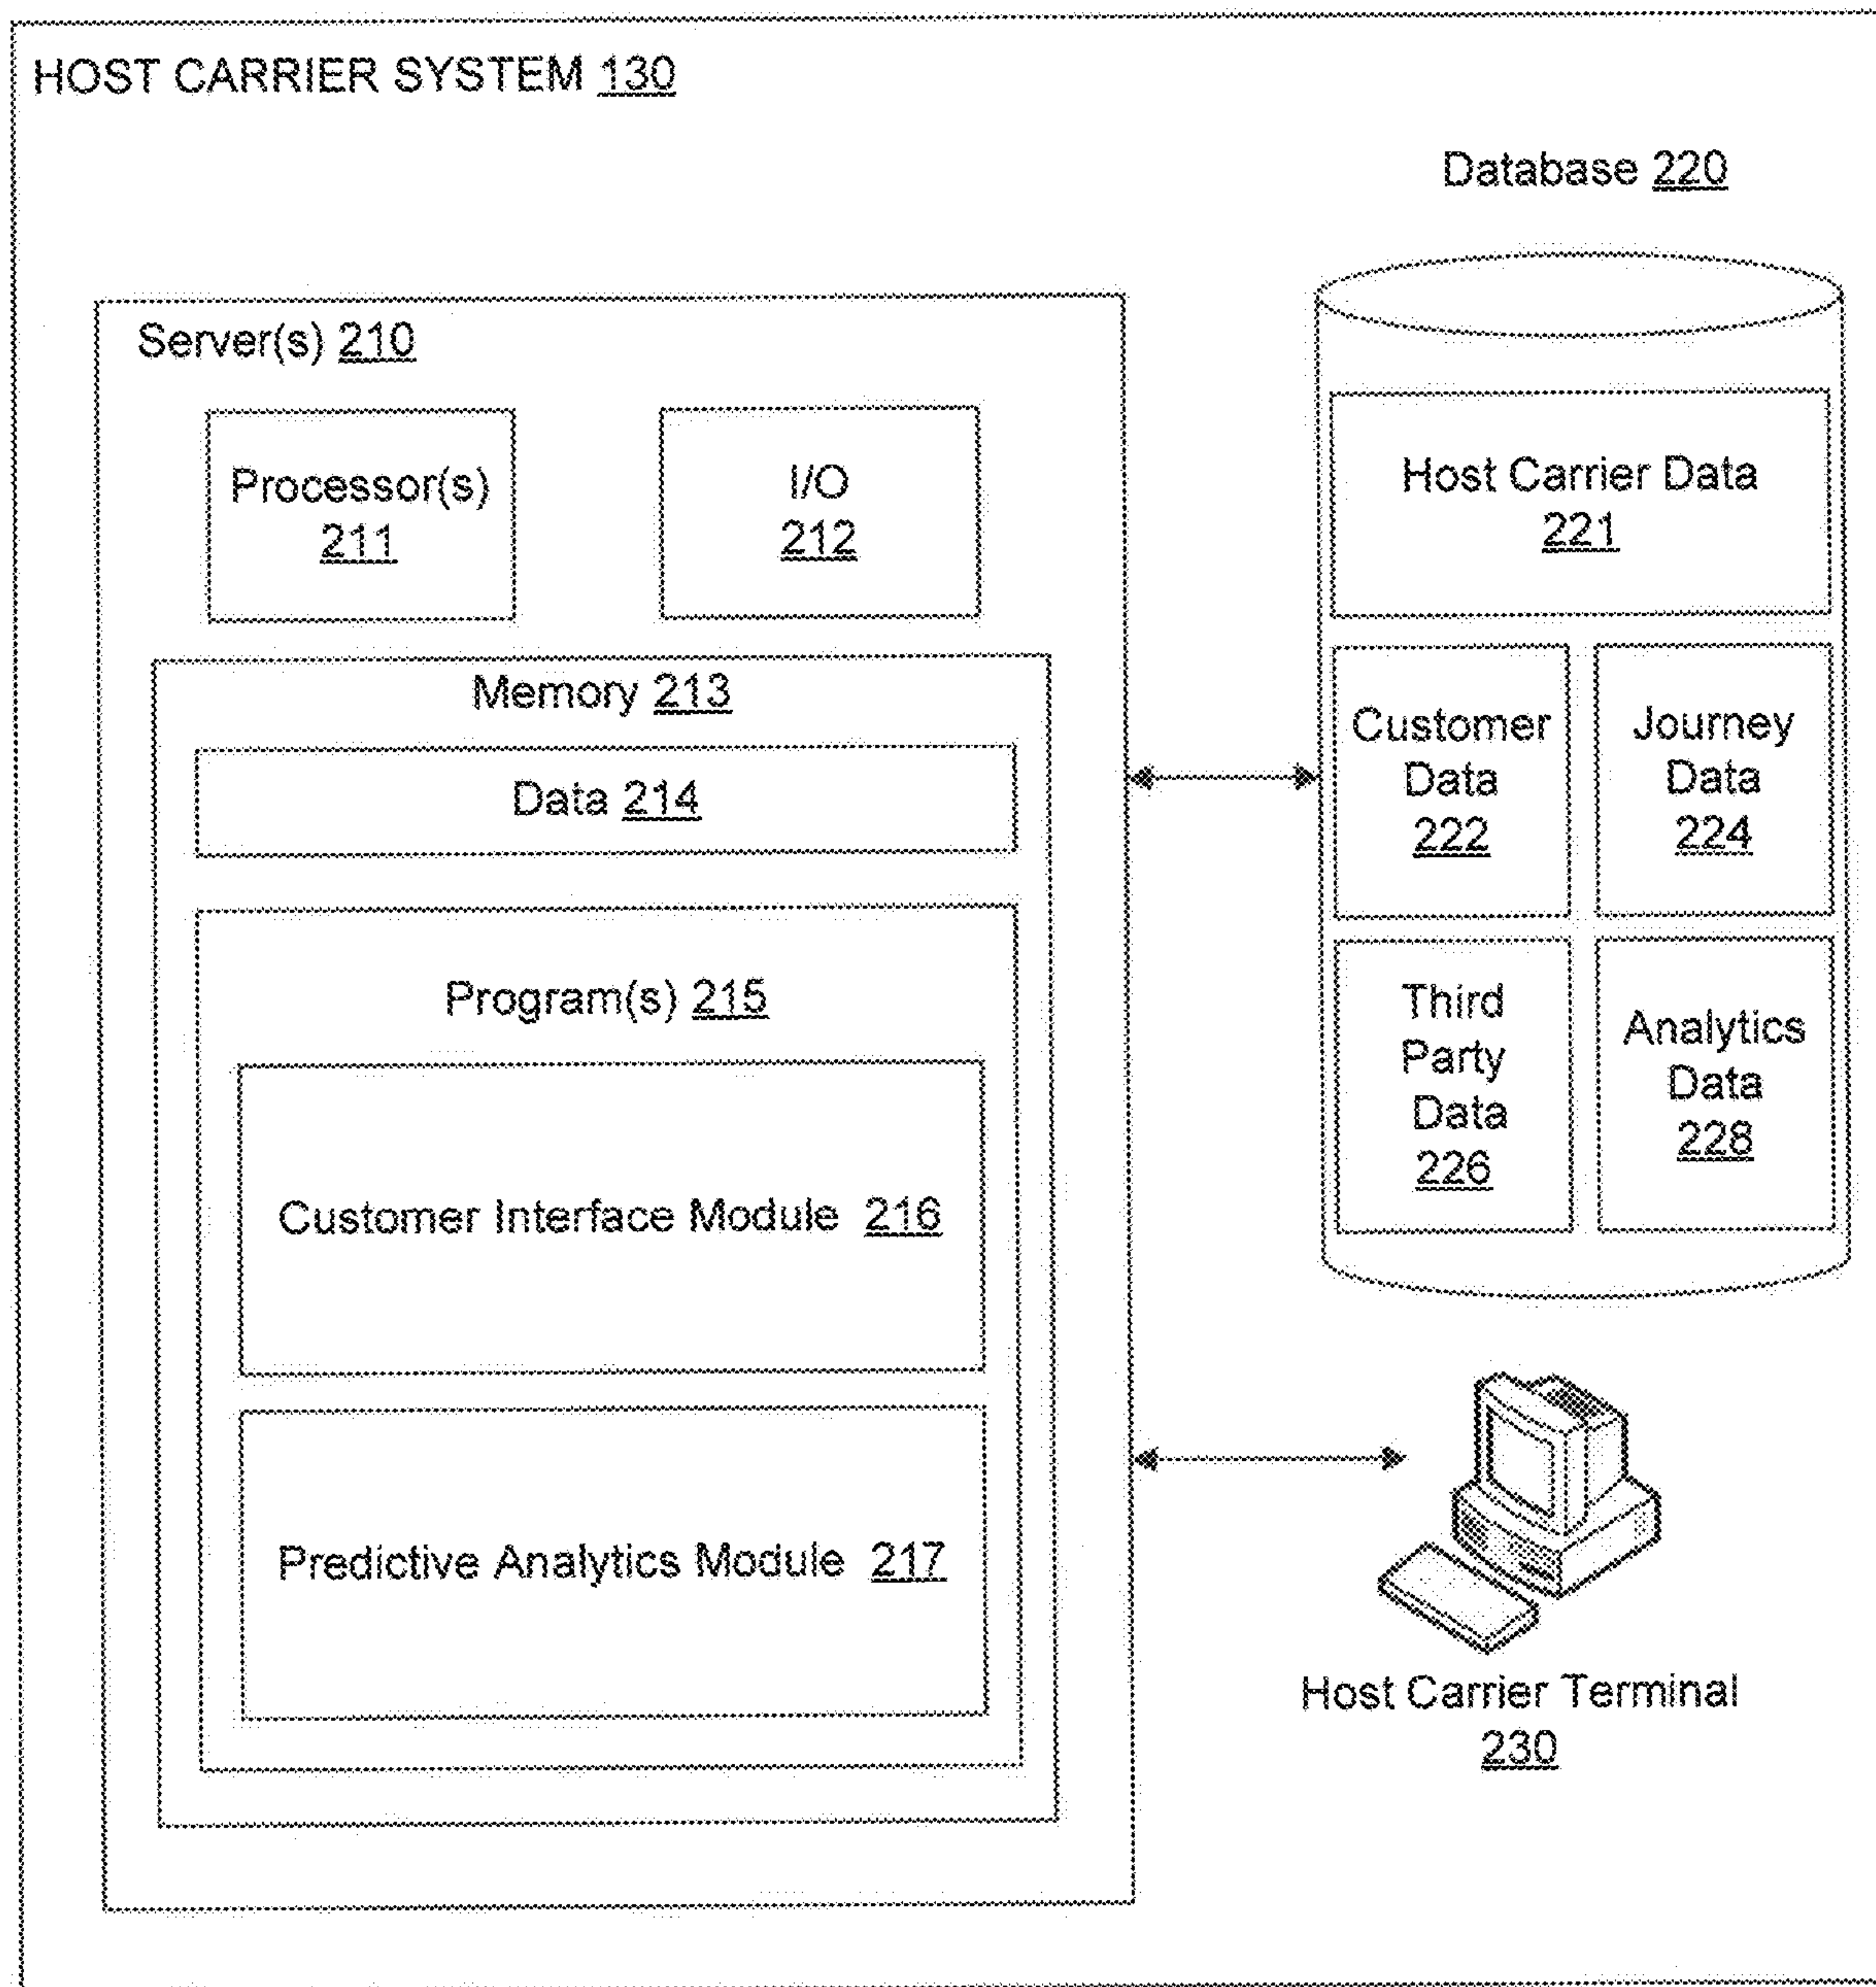 HOST CARRIER SYSTEM 130
Database 220
Server(s) 210
Processor(s)
211
I/O
212
Memory 213
Data 214
Program(s) 215
Customer Interface Module 216
Predictive Analytics Module 217
Host Carrier Data
221
Customer
Data
222
Journey
Data
224
Third
Party
Data
226
Analytics
Data
228
Host Carrier Terminal
230